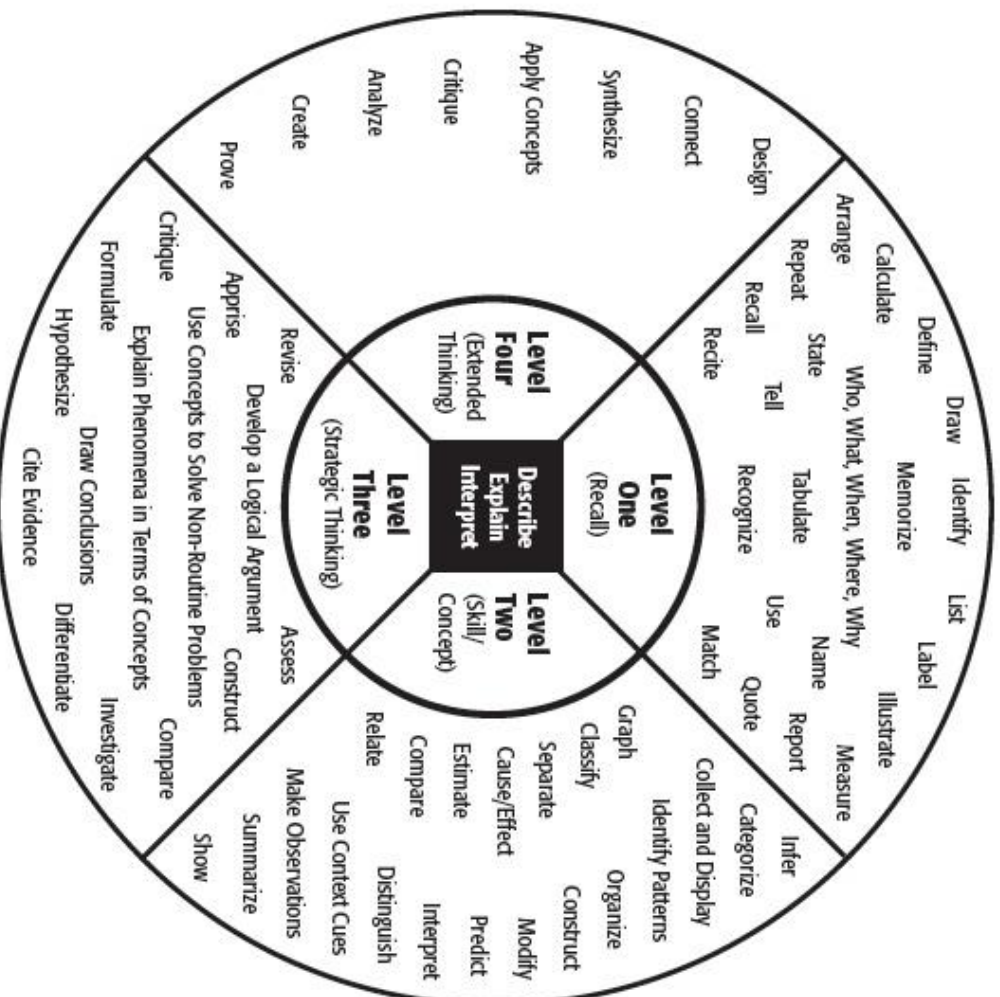 Identify
Draw
List
Define
Label
Memorize
Calculate
Illustrate
Arrange
Who, What, When, Where, Why
Measure
State
Name
Repeat
Tabulate
Report
Tell
Use
Recall
Recognize
Quote
Recite
Match
Level
One
(Recall)
Design
Connect
Synthesize
Apply Concepts
Critique
Analyze
Create
Prove
Level
Four
(Extended
Thinking)
Describe
Explain
Interpret
Level
Two
(Skill/
Concept)
Infer
Categorize
Collect and Display
Identify Patterns
Graph
Organize
Classify
Construct
Separate
Modify
Cause/Effect
Predict
Estimate
Interpret
Compare
Distinguish
Relate
Use Context Cues
Make Observations
Summarize
Show
Level
Three
(Strategic Thinking)
Revise
Assess
Develop a Logical Argument
Apprise
Construct
Use Concepts to Solve Non-Routine Problems
Critique
Compare
Explain Phenomena in Terms of Concepts
Formulate
Investigate
Draw Conclusions
Hypothesize
Differentiate
Cite Evidence